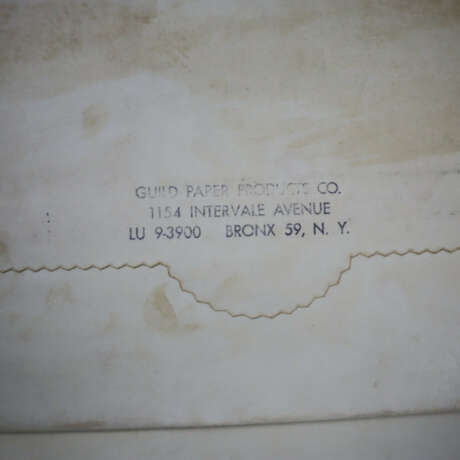 GUILD PAPER PRODUCTS CO.
1154 INTERVALE AVENUE
LU 9-3900 BRONX 59, N. Y.